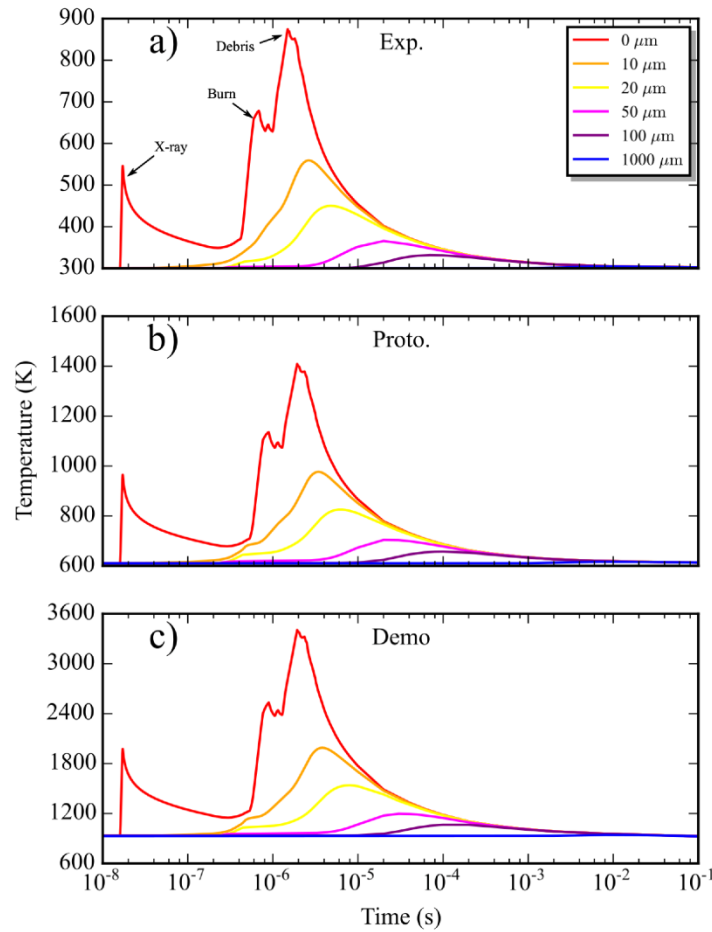 a)
Exp.
Debris
Burn
X-ray
0 μm
10 μm
20 μm
50 μm
100 μm
1000 μm
900
800
700
600
500
400
300
b)
Proto.
1600
1400
1200
1000
800
600
Temperature (K)
c)
Demo
3600
3000
2400
1800
1200
600
10⁻⁸ 10⁻⁷ 10⁻⁶ 10⁻⁵ 10⁻⁴ 10⁻³ 10⁻² 10⁻¹
Time (s)